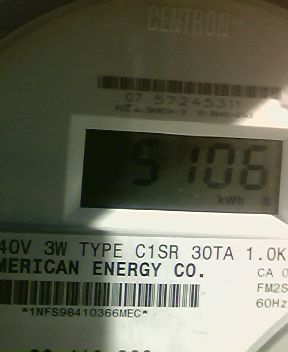 CENTRON
07 57245311
5106
kWh
40V 3W TYPE C1SR 30TA 1.0K
MERICAN ENERGY CO.
CA 0
FM2S
60Hz
*1NFS98410366MEC*